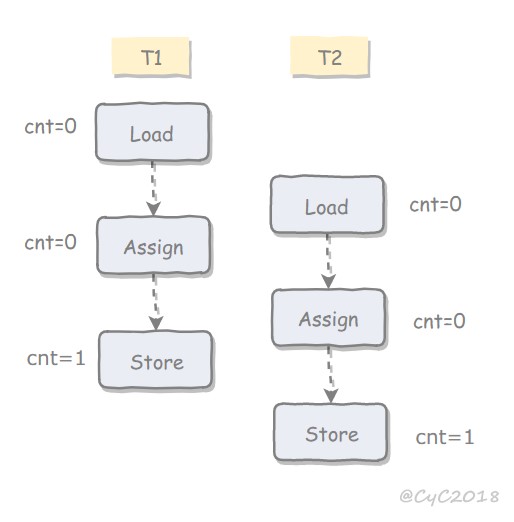 T1
T2
cnt=0
Load
Load
cnt=0
cnt=0
Assign
Assign
cnt=0
cnt=1
Store
Store
cnt=1
@CyC2018